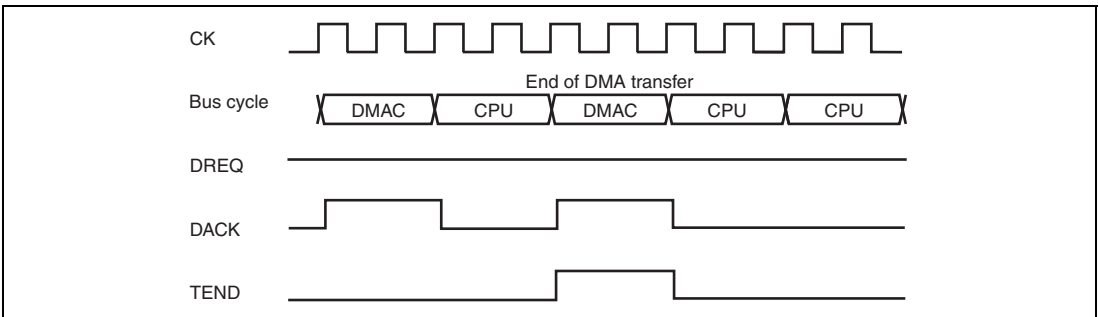 CK
End of DMA transfer
Bus cycle DMAC CPU DMAC CPU CPU
DREQ
DACK
TEND